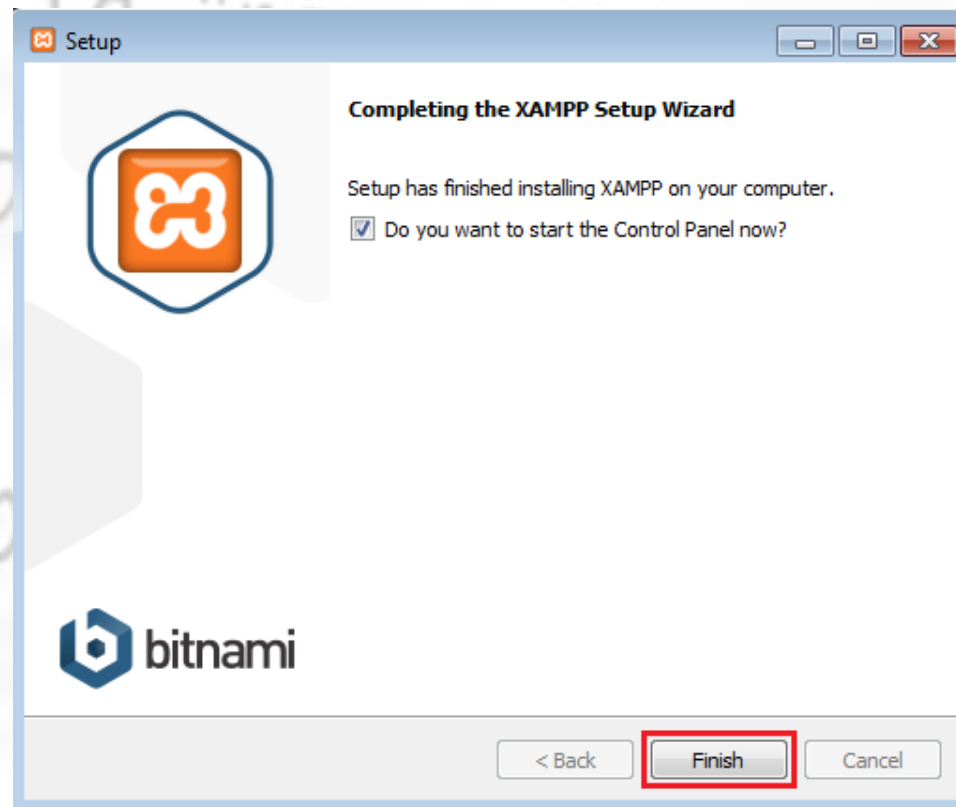 Setup
Completing the XAMPP Setup Wizard
Setup has finished installing XAMPP on your computer.
Do you want to start the Control Panel now?
bitnami
< Back
Finish
Cancel